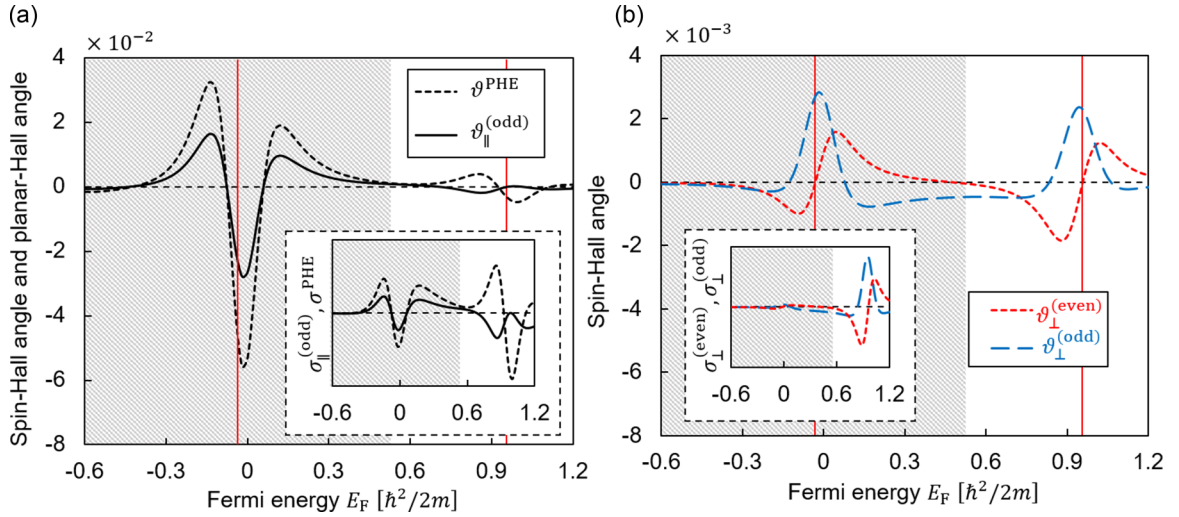 (a)
× 10⁻²
Spin-Hall angle and planar-Hall angle
4
2
0
-2
-4
-6
-8
ϑ^PHE
ϑ_∥^(odd)
σ_∥^(odd), σ^PHE
-0.6 0 0.6 1.2
-0.6 -0.3 0 0.3 0.6 0.9 1.2
Fermi energy E_F [ℏ²/2m]
(b)
× 10⁻³
Spin-Hall angle
4
2
0
-2
-4
-6
-8
σ_⊥^(even), σ_⊥^(odd)
-0.6 0 0.6 1.2
ϑ_⊥^(even)
ϑ_⊥^(odd)
-0.6 -0.3 0 0.3 0.6 0.9 1.2
Fermi energy E_F [ℏ²/2m]